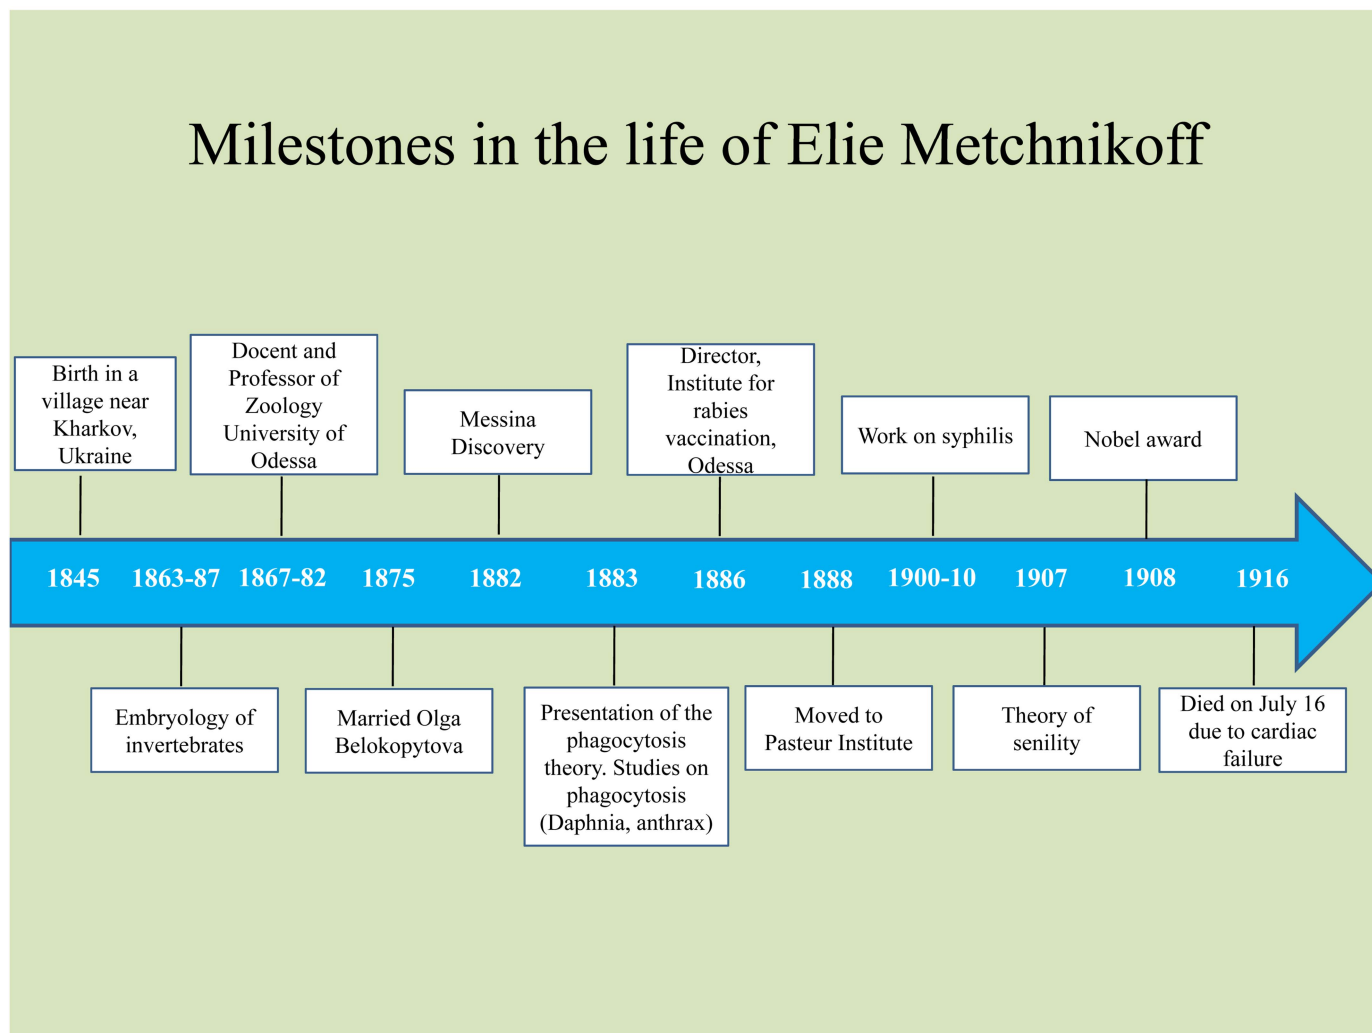 Milestones in the life of Elie Metchnikoff
Birth in a
village near
Kharkov,
Ukraine
Docent and
Professor of
Zoology
University of
Odessa
Messina
Discovery
Director,
Institute for
rabies
vaccination,
Odessa
Work on syphilis
Nobel award
1845 1863-87 1867-82 1875 1882 1883 1886 1888 1900-10 1907 1908 1916
Embryology of
invertebrates
Married Olga
Belokopytova
Presentation of the
phagocytosis
theory. Studies on
phagocytosis
(Daphnia, anthrax)
Moved to
Pasteur Institute
Theory of
senility
Died on July 16
due to cardiac
failure